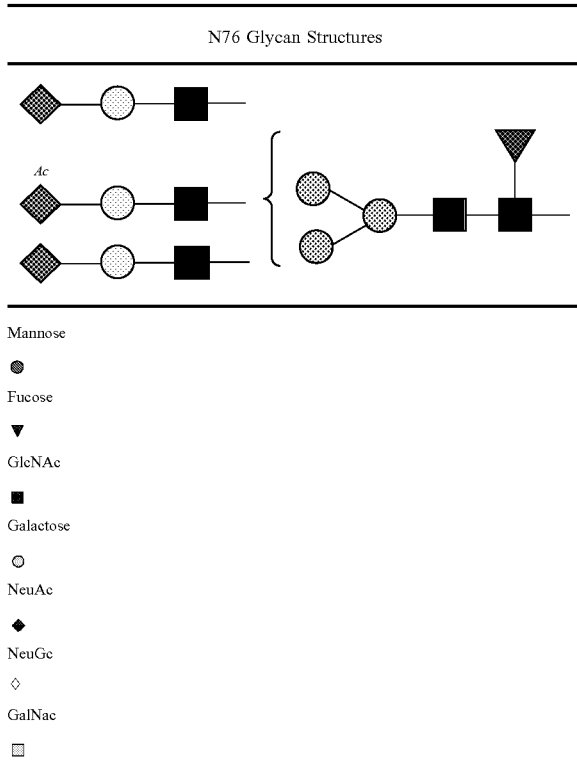 N76 Glycan Structures
Ac
Mannose
Fucose
GlcNAc
Galactose
NeuAc
NeuGc
GalNac